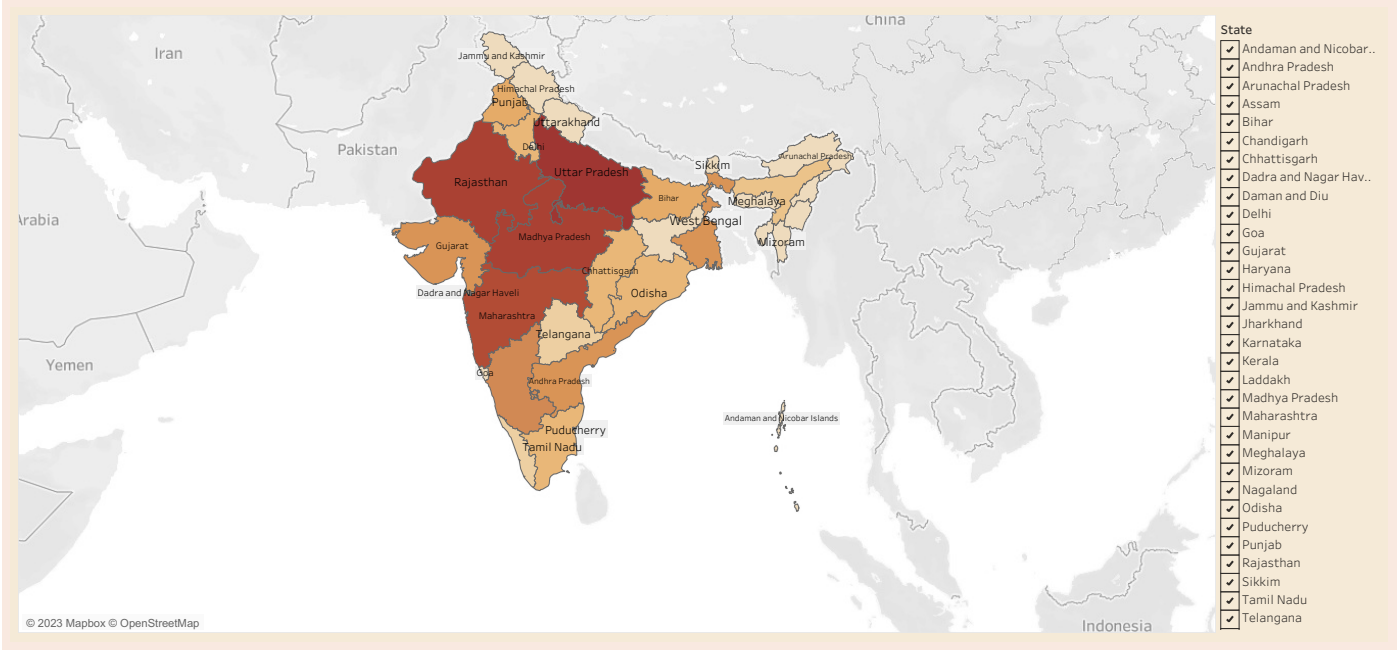 China
Iran
Pakistan
Arabia
Yemen
Indonesia
Jammu and Kashmir
Himachal Pradesh
Punjab
Uttarakhand
Delhi
Rajasthan
Uttar Pradesh
Sikkim
Arunachal Pradesh
Bihar
Meghalaya
West Bengal
Mizoram
Gujarat
Madhya Pradesh
Chhattisgarh
Dadra and Nagar Haveli
Odisha
Maharashtra
Telangana
Goa
Andhra Pradesh
Andaman and Nicobar Islands
Puducherry
Tamil Nadu
© 2023 Mapbox © OpenStreetMap
State
Andaman and Nicobar..
Andhra Pradesh
Arunachal Pradesh
Assam
Bihar
Chandigarh
Chhattisgarh
Dadra and Nagar Hav..
Daman and Diu
Delhi
Goa
Gujarat
Haryana
Himachal Pradesh
Jammu and Kashmir
Jharkhand
Karnataka
Kerala
Laddakh
Madhya Pradesh
Maharashtra
Manipur
Meghalaya
Mizoram
Nagaland
Odisha
Puducherry
Punjab
Rajasthan
Sikkim
Tamil Nadu
Telangana